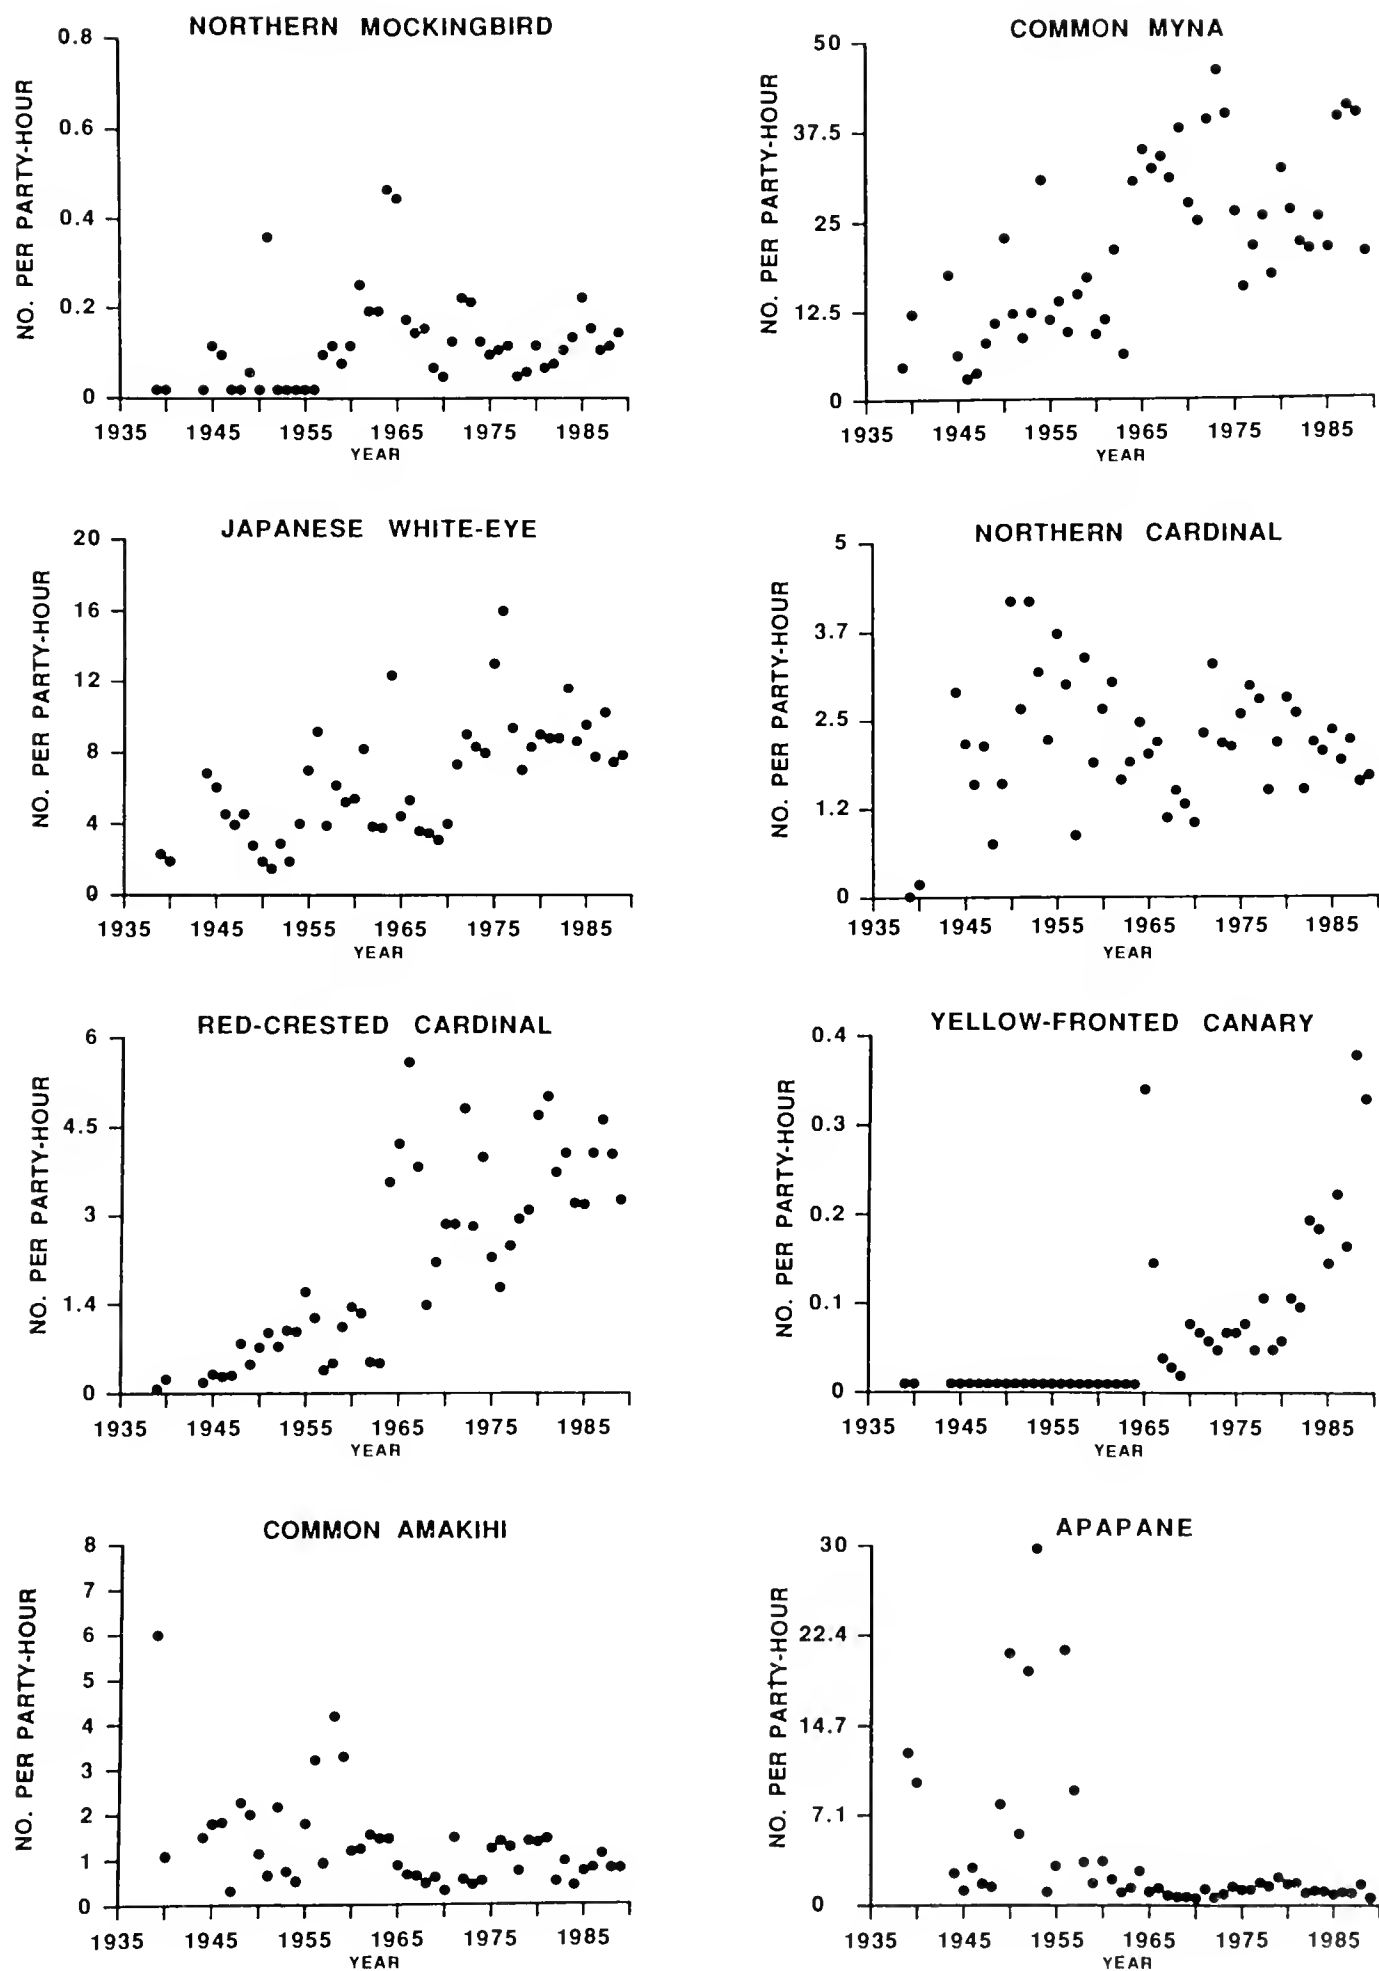 NORTHERN MOCKINGBIRD
NO. PER PARTY-HOUR
0.8
0.6
0.4
0.2
0
1935 1945 1955 1965 1975 1985
YEAR
COMMON MYNA
NO. PER PARTY-HOUR
50
37.5
25
12.5
0
1935 1945 1955 1965 1975 1985
YEAR
JAPANESE WHITE-EYE
NO. PER PARTY-HOUR
20
16
12
8
4
0
1935 1945 1955 1965 1975 1985
YEAR
NORTHERN CARDINAL
NO. PER PARTY-HOUR
5
3.7
2.5
1.2
0
1935 1945 1955 1965 1975 1985
YEAR
RED-CRESTED CARDINAL
NO. PER PARTY-HOUR
6
4.5
3
1.4
0
1935 1945 1955 1965 1975 1985
YEAR
YELLOW-FRONTED CANARY
NO. PER PARTY-HOUR
0.4
0.3
0.2
0.1
0
1935 1945 1955 1965 1975 1985
YEAR
COMMON AMAKIHI
NO. PER PARTY-HOUR
8
7
6
5
4
3
2
1
0
1935 1945 1955 1965 1975 1985
YEAR
APAPANE
NO. PER PARTY-HOUR
30
22.4
14.7
7.1
0
1935 1945 1955 1965 1975 1985
YEAR